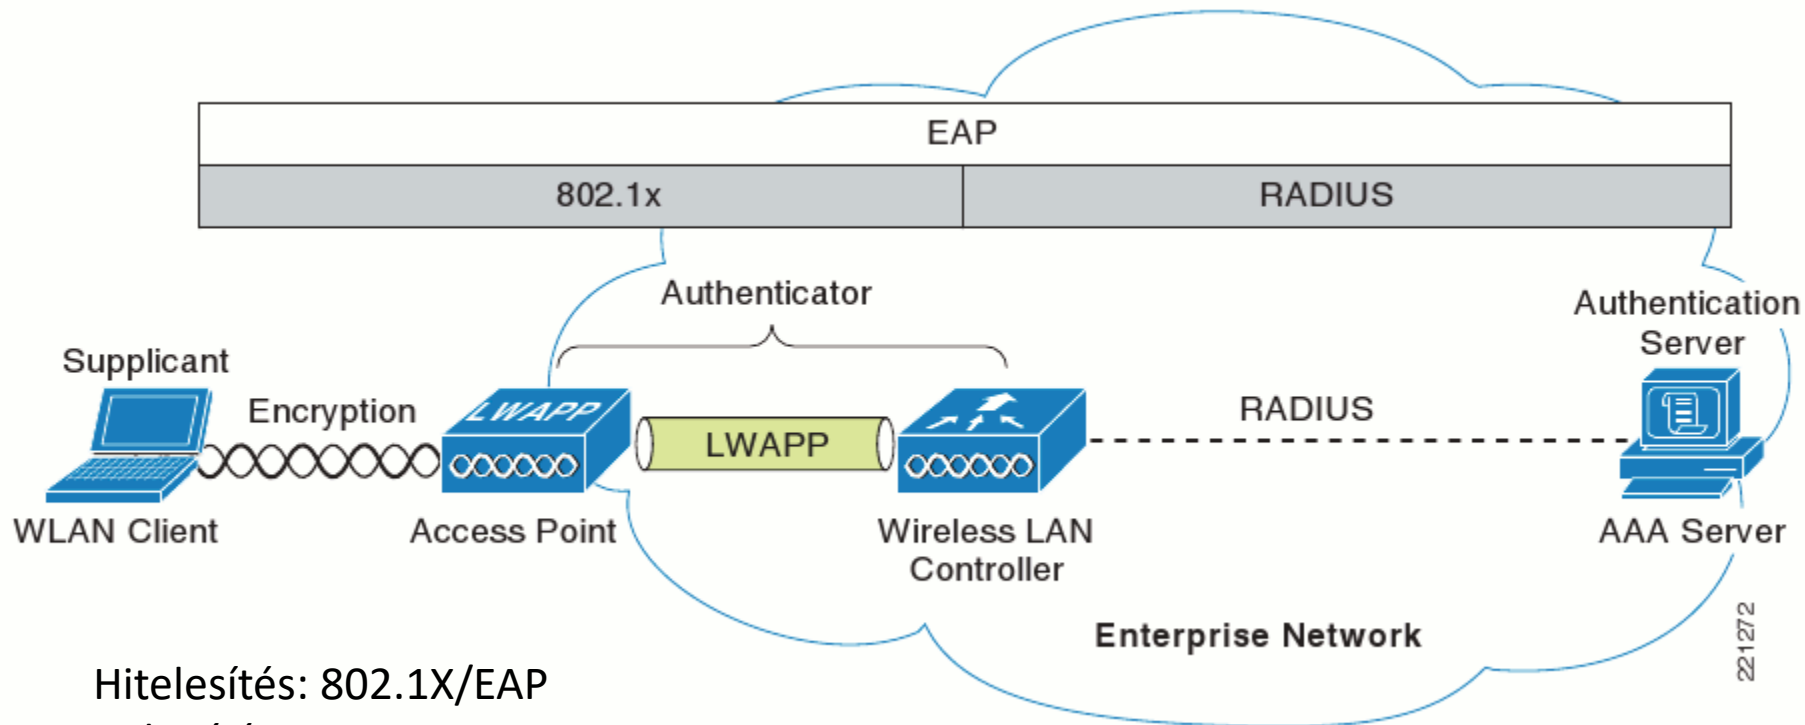 EAP
802.1x
RADIUS
Authenticator
Authentication
Server
Supplicant
Encryption
LWAPP
LWAPP
RADIUS
WLAN Client
Access Point
Wireless LAN
Controller
AAA Server
Enterprise Network
221272
Hitelesítés: 802.1X/EAP